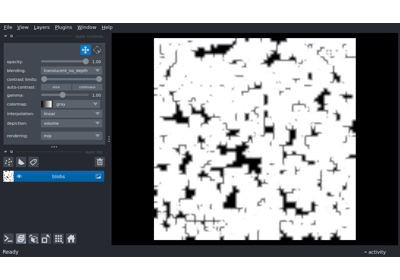 File View Layers Plugins Window Help
opacity: 1.00
blending: translucent_no_depth
contrast limits:
auto-contrast: once continuous
gamma: 1.00
colormap: gray
interpolation: linear
depiction: volume
rendering: mip
blobs
Ready activity